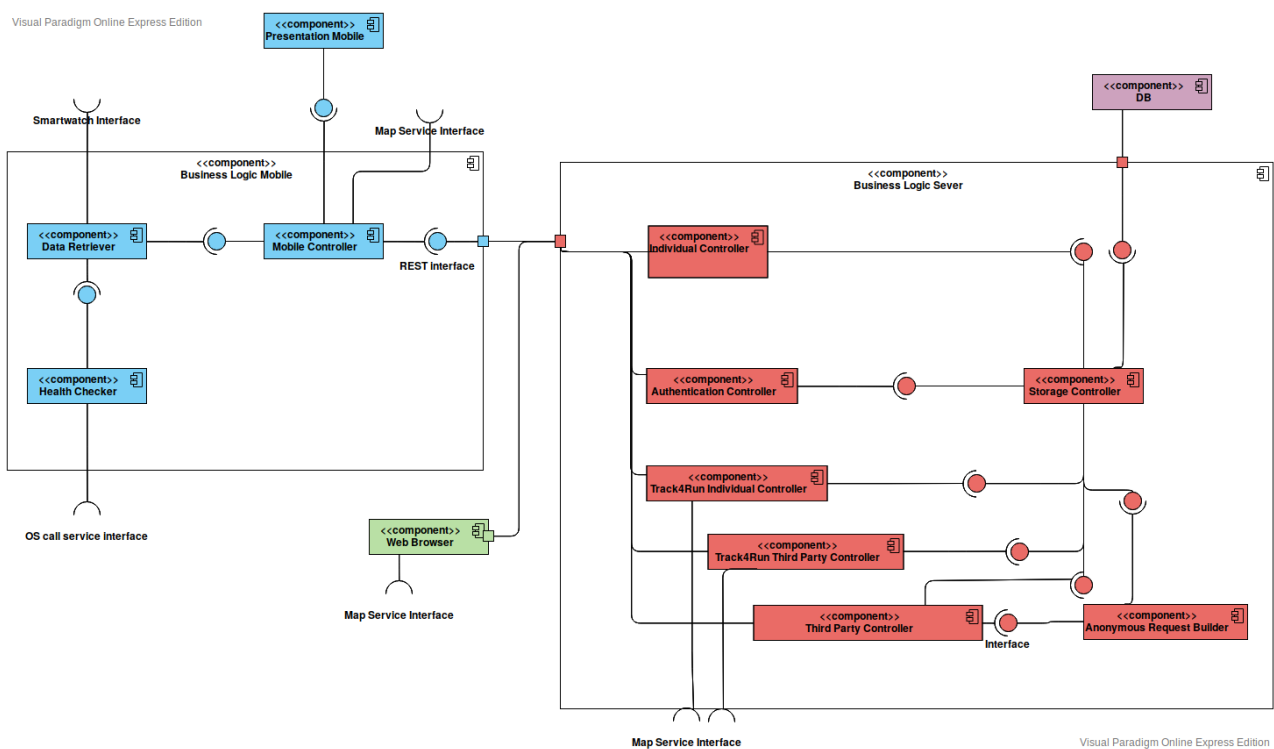 Visual Paradigm Online Express Edition
<<component>>
Presentation Mobile
<<component>>
DB
Smartwatch Interface
Map Service Interface
<<component>>
Business Logic Mobile
<<component>>
Business Logic Sever
<<component>>
Data Retriever
<<component>>
Mobile Controller
REST Interface
<<component>>
Individual Controller
<<component>>
Health Checker
<<component>>
Authentication Controller
<<component>>
Storage Controller
<<component>>
Track4Run Individual Controller
OS call service interface
<<component>>
Web Browser
<<component>>
Track4Run Third Party Controller
Map Service Interface
<<component>>
Third Party Controller
Interface
<<component>>
Anonymous Request Builder
Map Service Interface
Visual Paradigm Online Express Edition